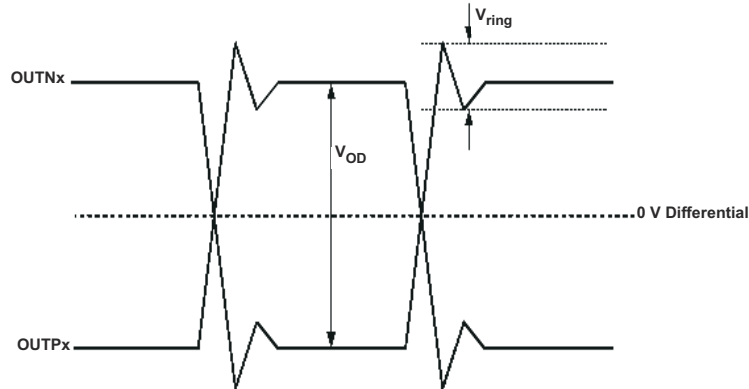 Vring
OUTNx
VOD
0 V Differential
OUTPx